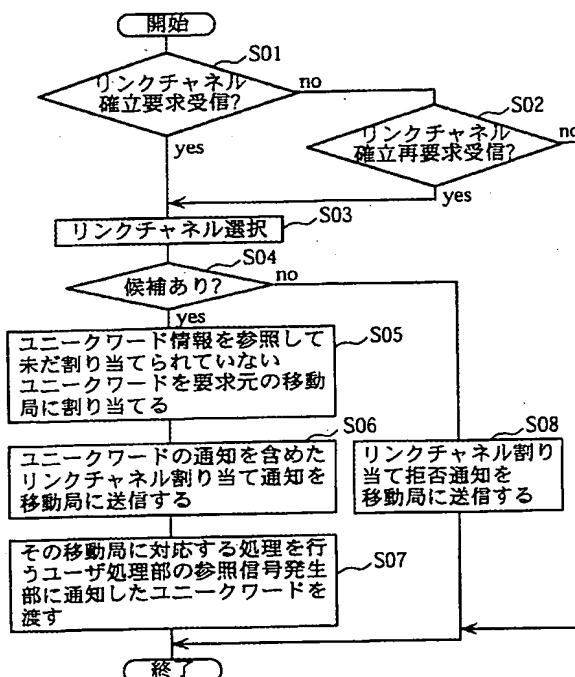 開始
S01
リンクチャネル
確立要求受信?
no
S02
リンクチャネル
確立再要求受信?
no
yes
yes
S03
リンクチャネル選択
S04
候補あり?
no
yes
S05
ユニークワード情報を参照して
未だ割り当てられていない
ユニークワードを要求元の移動
局に割り当てる
S06
ユニークワードの通知を含めた
リンクチャネル割り当て通知を
移動局に送信する
S08
リンクチャネル割り
当て拒否通知を
移動局に送信する
S07
その移動局に対応する処理を行
うユーザ処理部の参照信号発生
部に通知したユニークワードを
渡す
終了